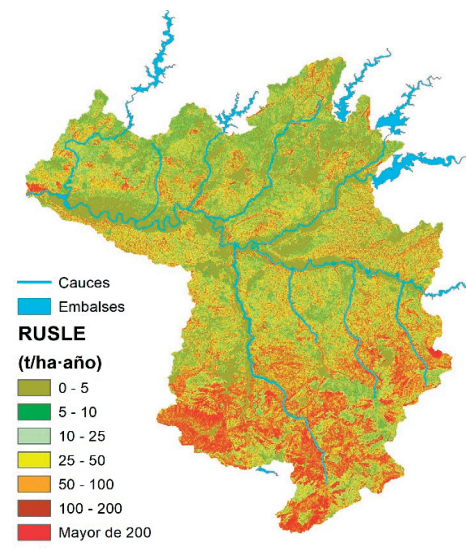 Cauces
Embalses
RUSLE
(t/ha·año)
0 - 5
5 - 10
10 - 25
25 - 50
50 - 100
100 - 200
Mayor de 200